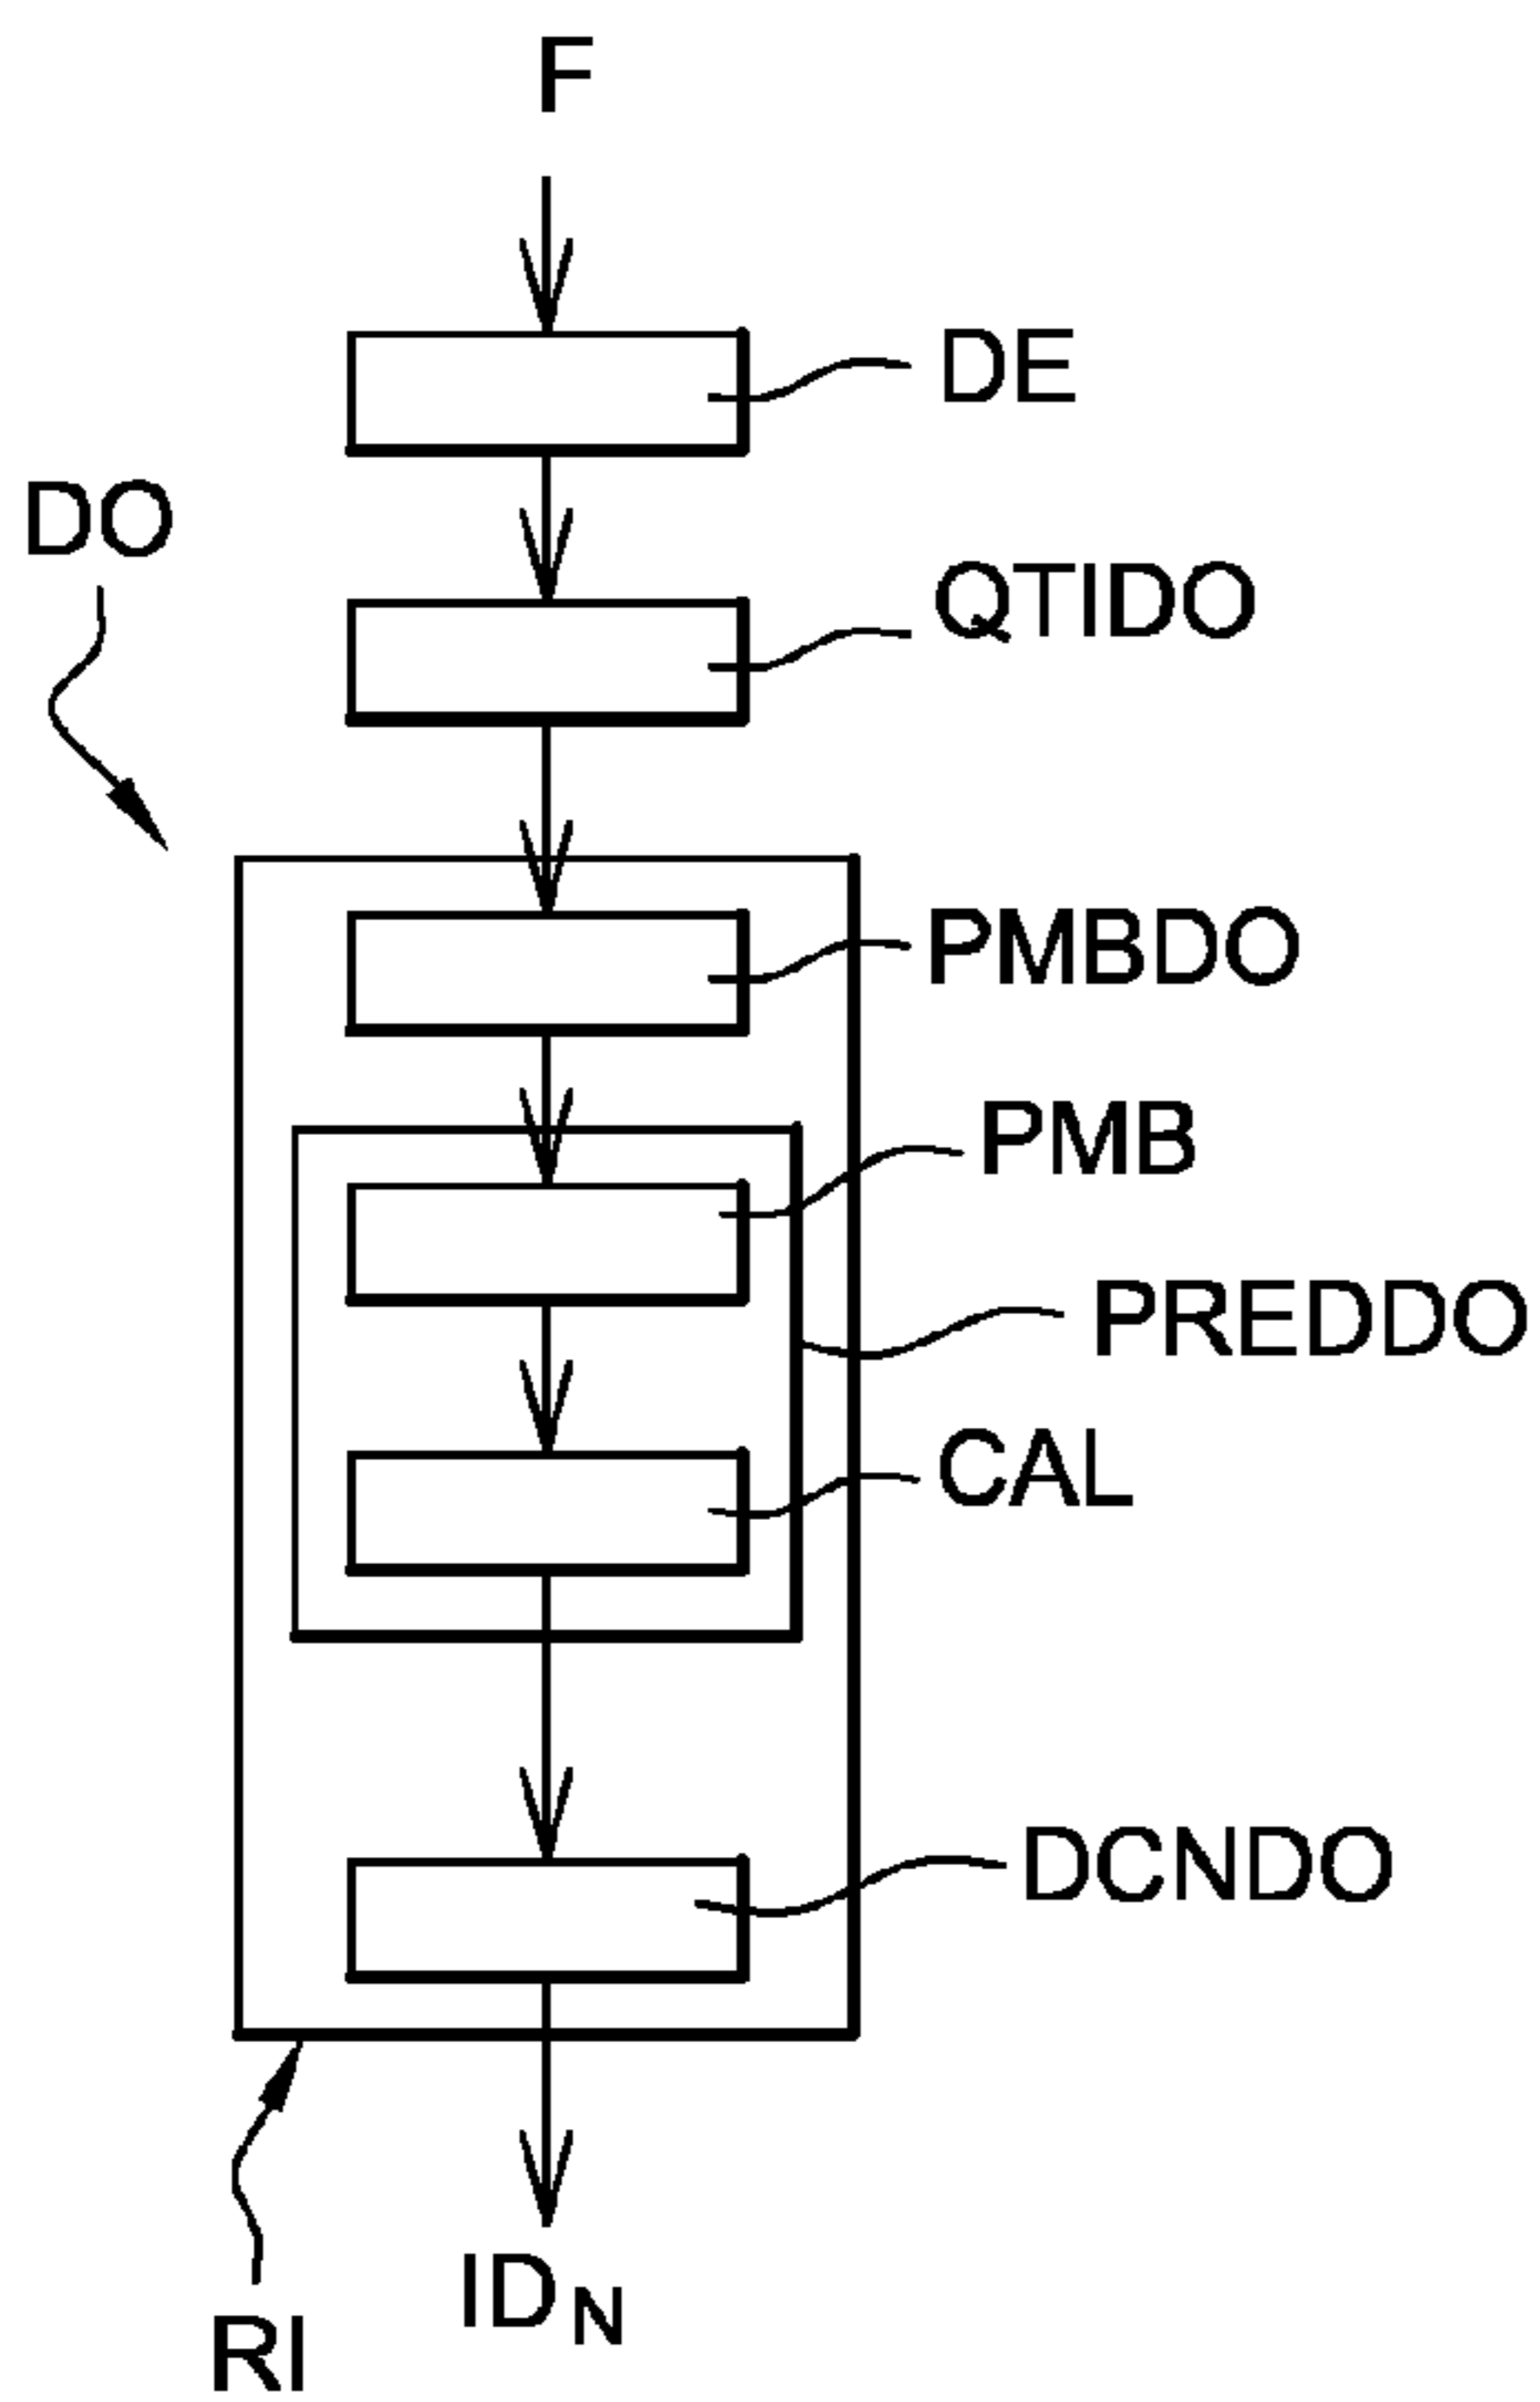 F
DE
DO
QTIDO
PMBDO
PMB
PREDDO
CAL
DCNDO
IDN
RI